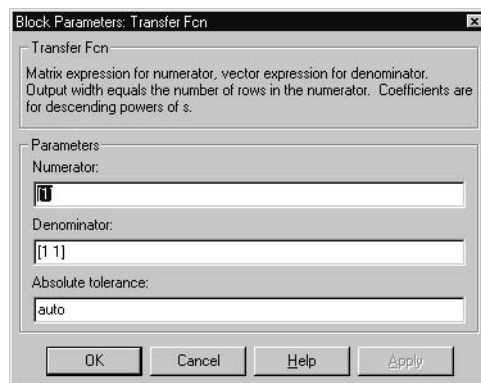 Block Parameters: Transfer Fcn
Transfer Fcn
Matrix expression for numerator, vector expression for denominator.
Output width equals the number of rows in the numerator. Coefficients are
for descending powers of s.
Parameters
Numerator:
[1]
Denominator:
[1 1]
Absolute tolerance:
auto
OK
Cancel
Help
Apply